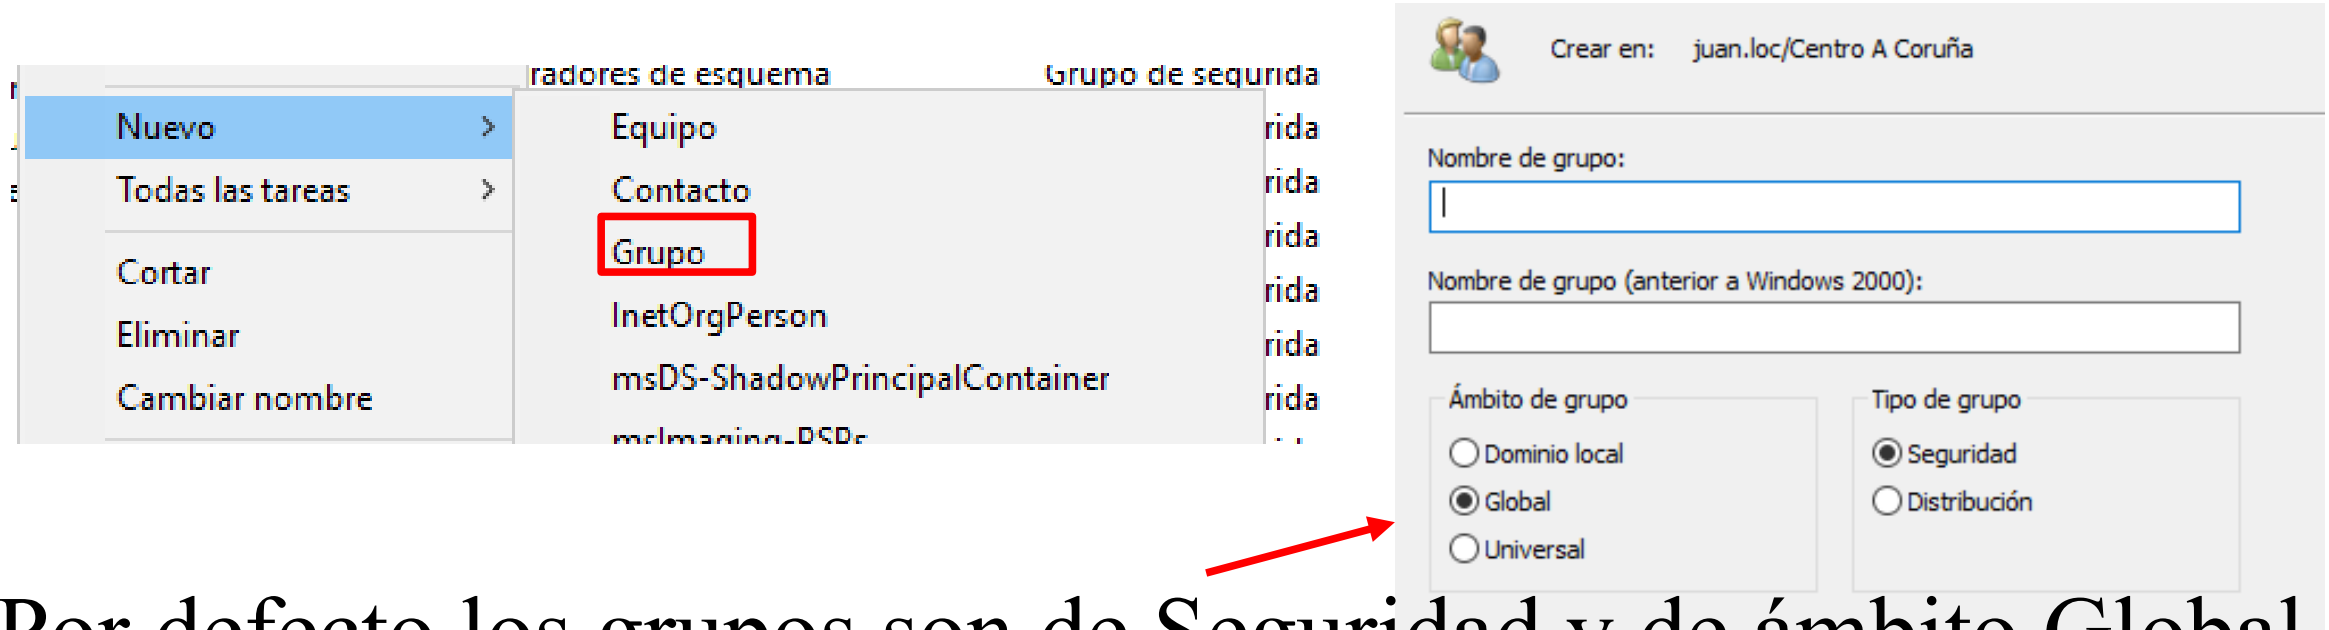 radores de esquema
Grupo de segurida
Nuevo >
Todas las tareas >
Cortar
Eliminar
Cambiar nombre
Equipo
Contacto
Grupo
InetOrgPerson
msDS-ShadowPrincipalContainer
msImaging-PSPs
rida
rida
rida
rida
rida
rida
Crear en: juan.loc/Centro A Coruña
Nombre de grupo:
Nombre de grupo (anterior a Windows 2000):
Ámbito de grupo
Dominio local
Global
Universal
Tipo de grupo
Seguridad
Distribución
Por defecto los grupos son de Seguridad y de ámbito Global